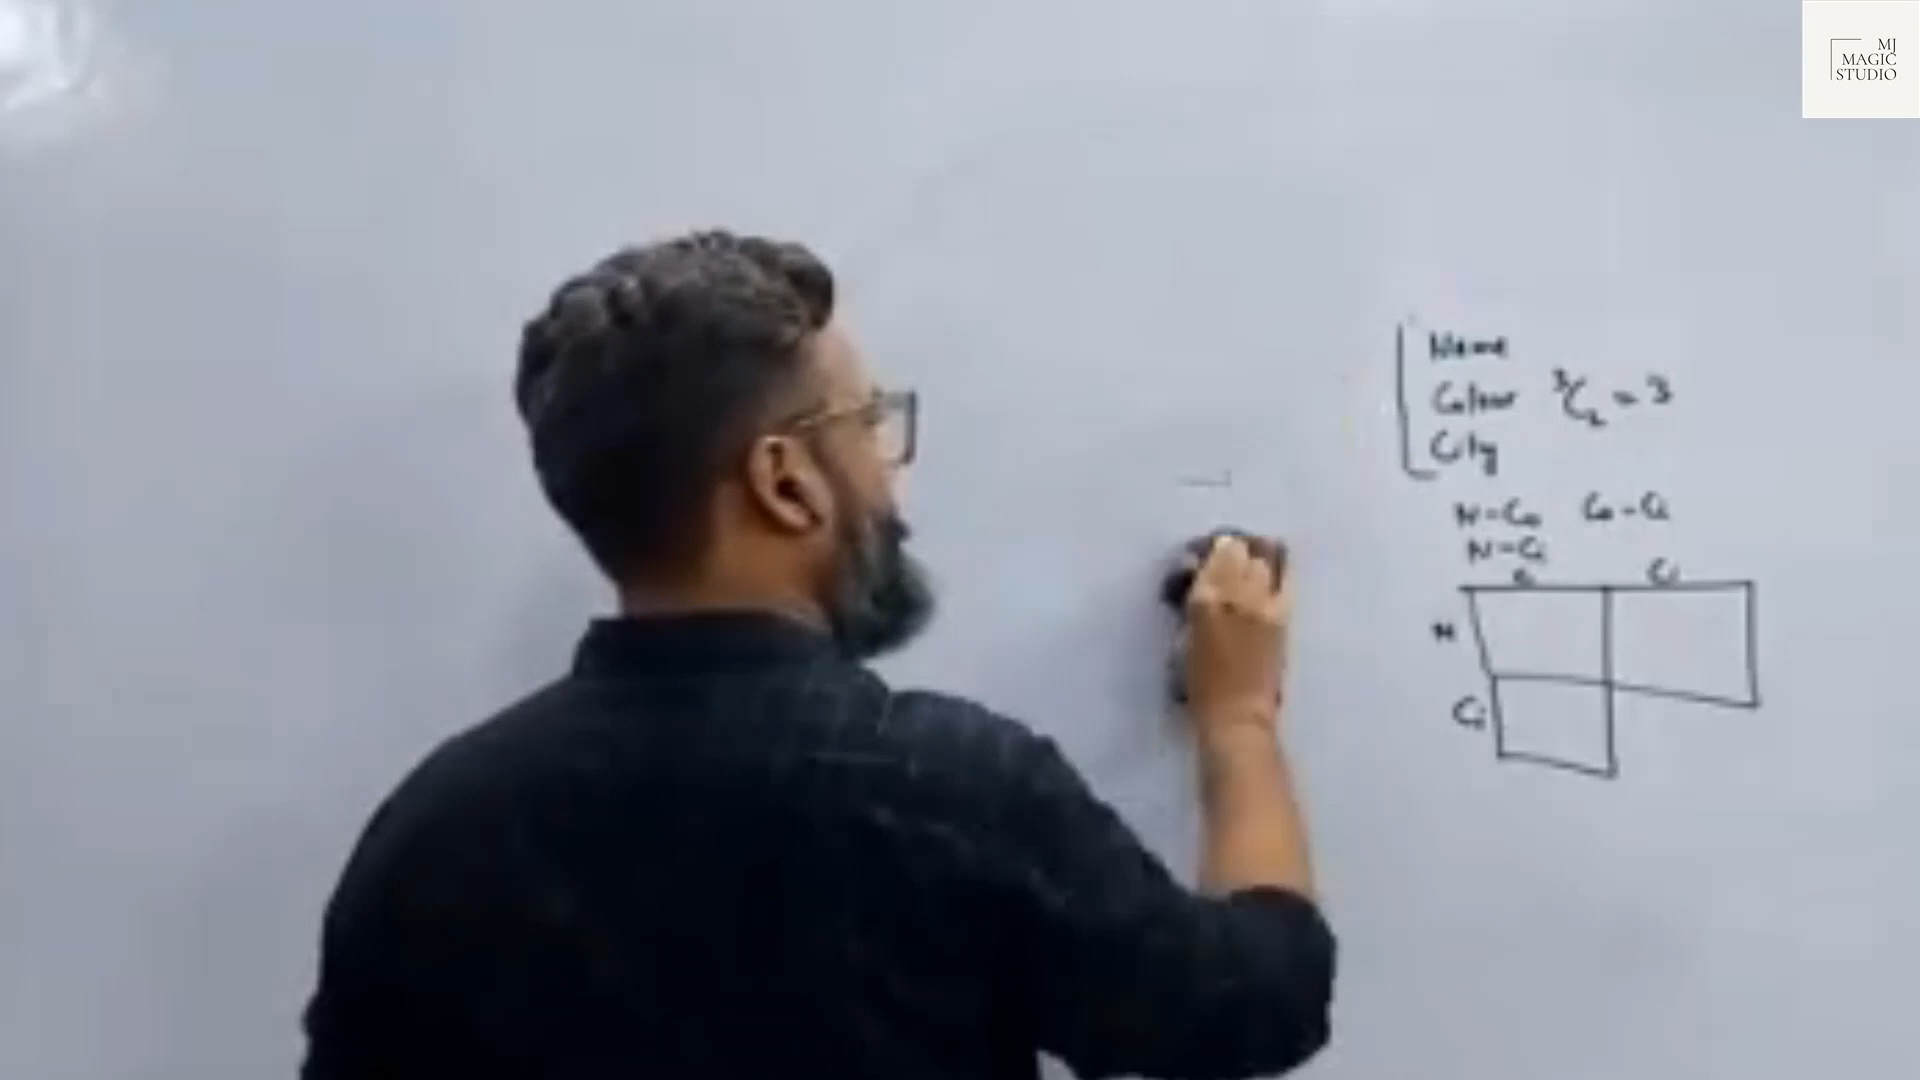 MJ
MAGIC
STUDIO
Name
Colour ³C₂ = 3
City
N-Co Co-Ci
N-Ci
Ci
N
Ci